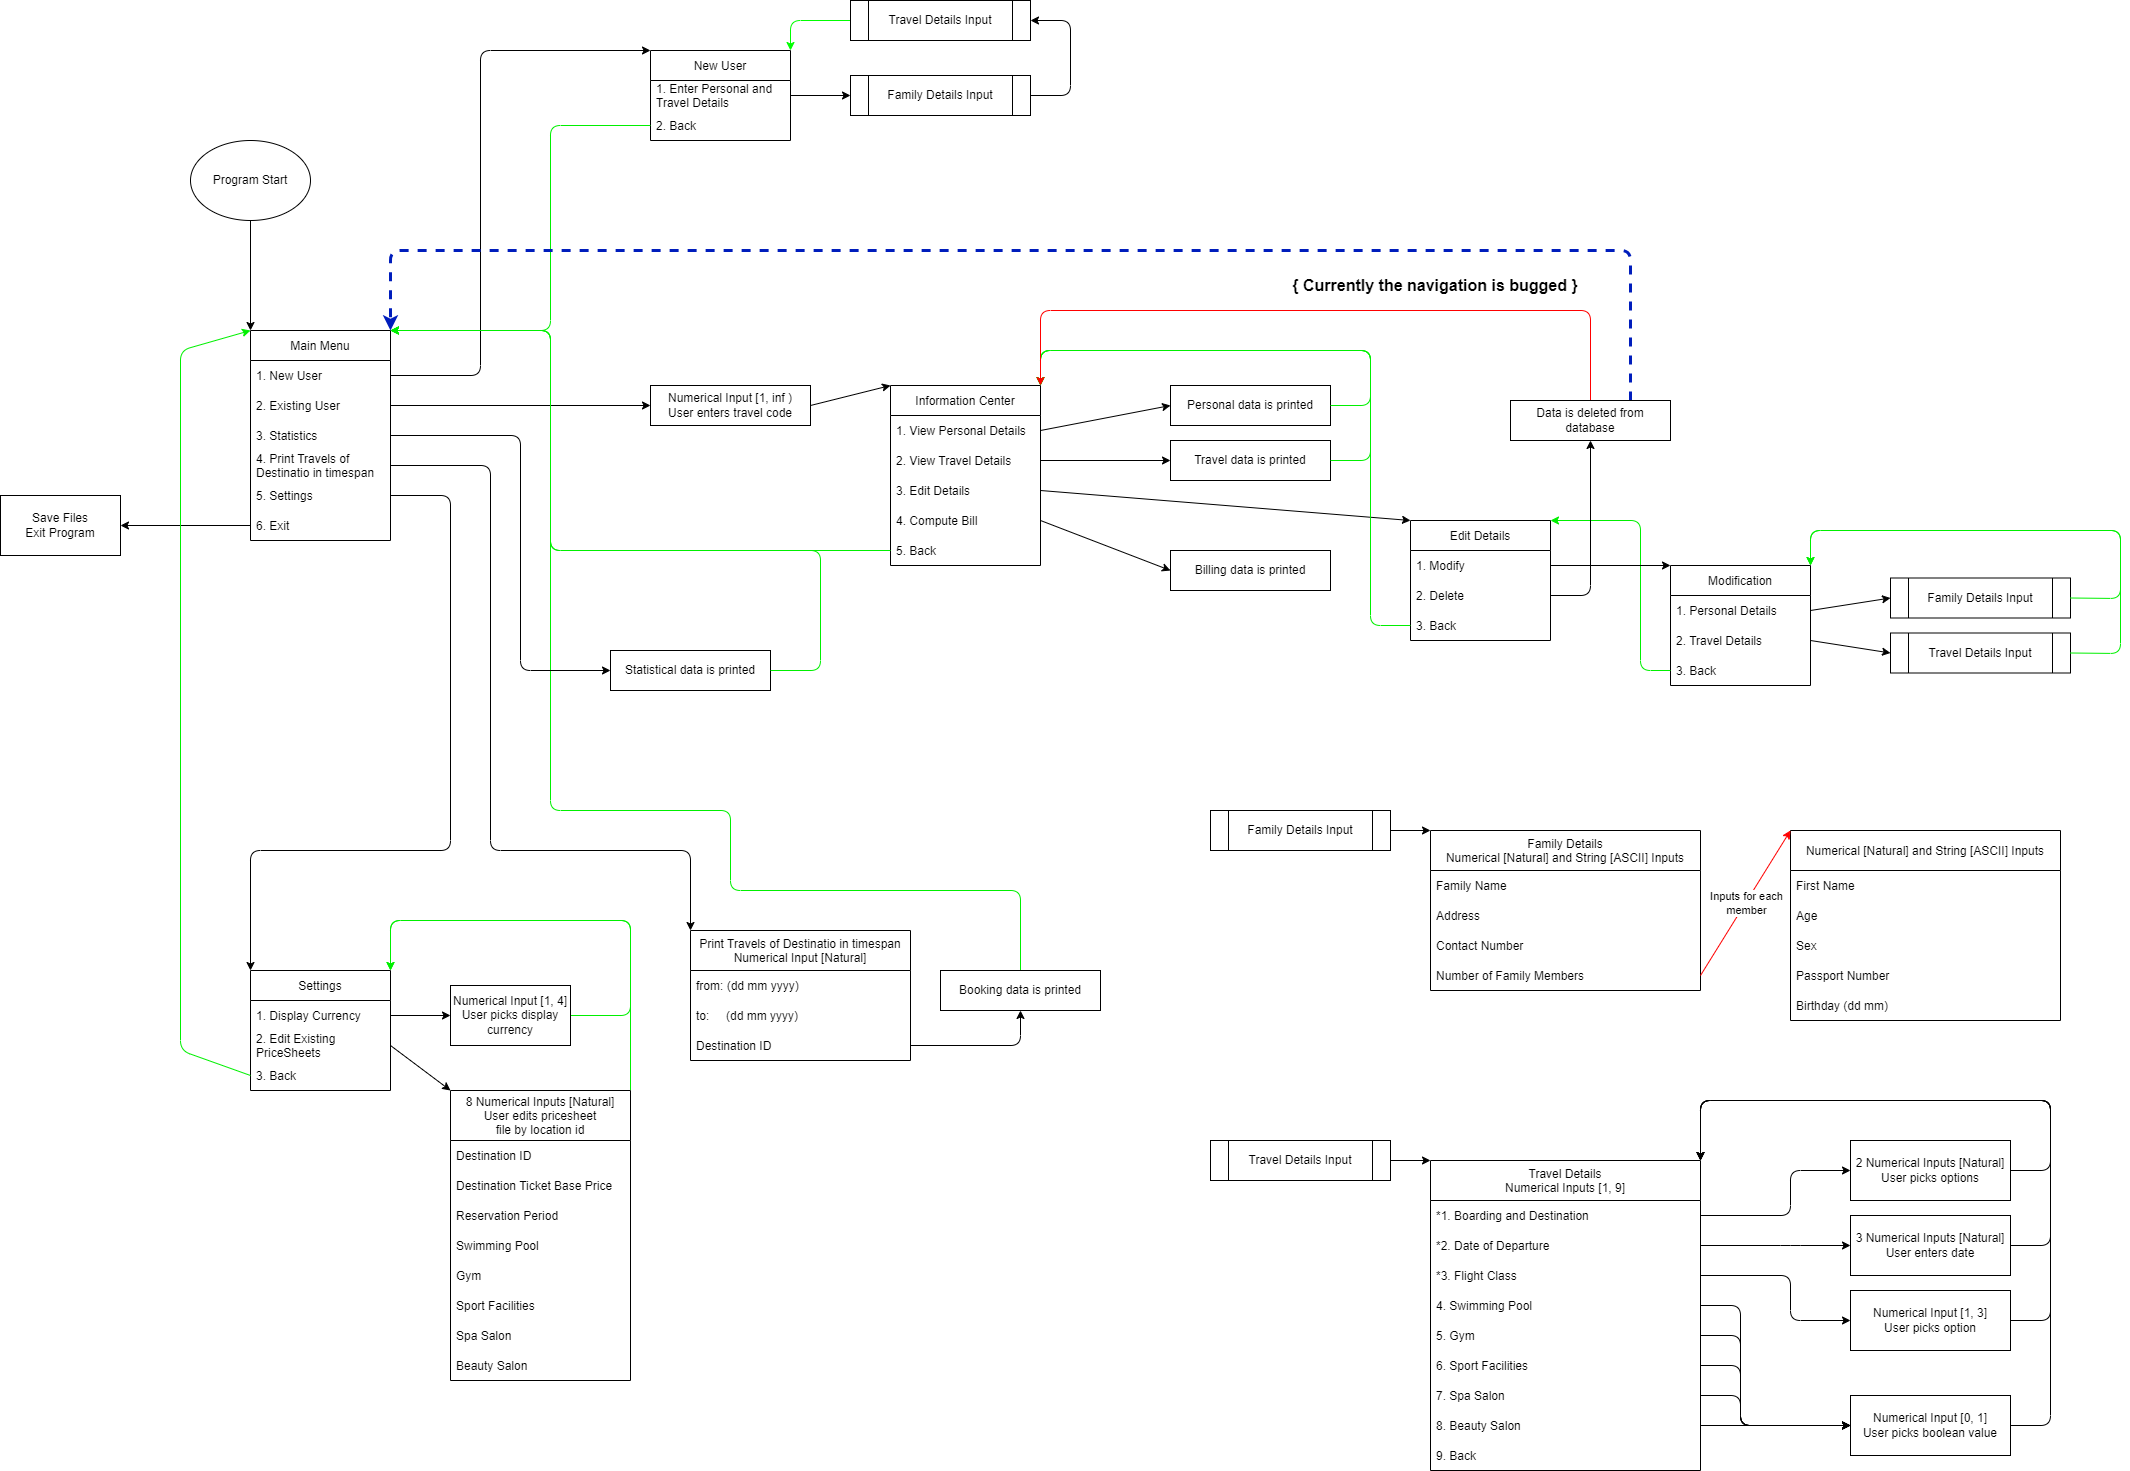 Travel Details Input
New User
1. Enter Personal and
Travel Details
2. Back
Family Details Input
Program Start
{ Currently the navigation is bugged }
Main Menu
1. New User
2. Existing User
3. Statistics
4. Print Travels of
Destinatio in timespan
5. Settings
6. Exit
Save Files
Exit Program
Numerical Input [1, inf )
User enters travel code
Information Center
1. View Personal Details
2. View Travel Details
3. Edit Details
4. Compute Bill
5. Back
Personal data is printed
Travel data is printed
Billing data is printed
Data is deleted from
database
Edit Details
1. Modify
2. Delete
3. Back
Modification
1. Personal Details
2. Travel Details
3. Back
Family Details Input
Travel Details Input
Statistical data is printed
Settings
1. Display Currency
2. Edit Existing
PriceSheets
3. Back
Numerical Input [1, 4]
User picks display
currency
8 Numerical Inputs [Natural]
User edits pricesheet
file by location id
Destination ID
Destination Ticket Base Price
Reservation Period
Swimming Pool
Gym
Sport Facilities
Spa Salon
Beauty Salon
Print Travels of Destinatio in timespan
Numerical Input [Natural]
from: (dd mm yyyy)
to: (dd mm yyyy)
Destination ID
Booking data is printed
Family Details Input
Family Details
Numerical [Natural] and String [ASCII] Inputs
Family Name
Address
Contact Number
Number of Family Members
Inputs for each
member
Numerical [Natural] and String [ASCII] Inputs
First Name
Age
Sex
Passport Number
Birthday (dd mm)
Travel Details Input
Travel Details
Numerical Inputs [1, 9]
*1. Boarding and Destination
*2. Date of Departure
*3. Flight Class
4. Swimming Pool
5. Gym
6. Sport Facilities
7. Spa Salon
8. Beauty Salon
9. Back
2 Numerical Inputs [Natural]
User picks options
3 Numerical Inputs [Natural]
User enters date
Numerical Input [1, 3]
User picks option
Numerical Input [0, 1]
User picks boolean value